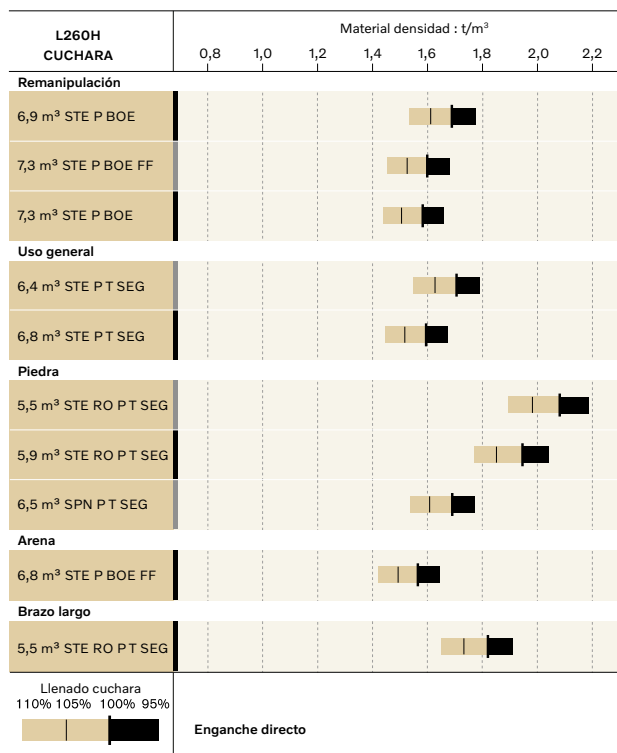 L260H
CUCHARA
Material densidad : t/m³
0,8 1,0 1,2 1,4 1,6 1,8 2,0 2,2
Remanipulación
6,9 m³ STE P BOE
7,3 m³ STE P BOE FF
7,3 m³ STE P BOE
Uso general
6,4 m³ STE P T SEG
6,8 m³ STE P T SEG
Piedra
5,5 m³ STE RO P T SEG
5,9 m³ STE RO P T SEG
6,5 m³ SPN P T SEG
Arena
6,8 m³ STE P BOE FF
Brazo largo
5,5 m³ STE RO P T SEG
Llenado cuchara
110% 105% 100% 95%
Enganche directo